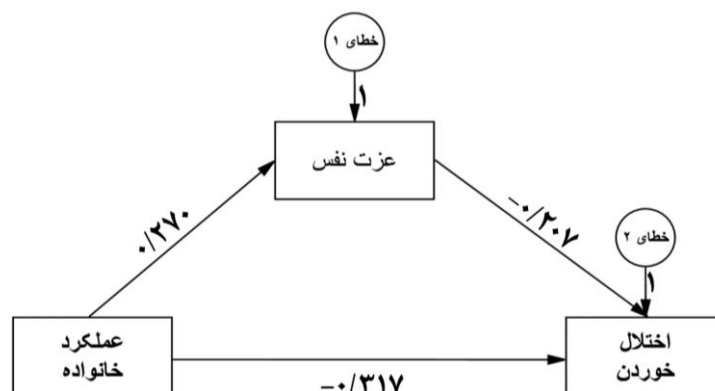 خطای ۱
۱
عزت نفس
۰/۲۷۰
-۰/۲۰۷
خطای ۲
۱
عملکرد
خانواده
اختلال
خوردن
-۰/۳۱۷